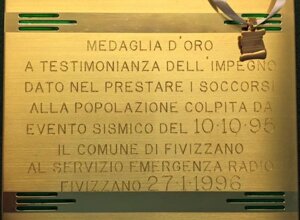 MEDAGLIA D'ORO
A TESTIMONIANZA DELL'IMPEGNO
DATO NEL PRESTARE I SOCCORSI
ALLA POPOLAZIONE COLPITA DA
EVENTO SISMICO DEL 10-10-95
IL COMUNE DI FIVIZZANO
AL SERVIZIO EMERGENZA RADIO
FIVIZZANO 27-1-1996